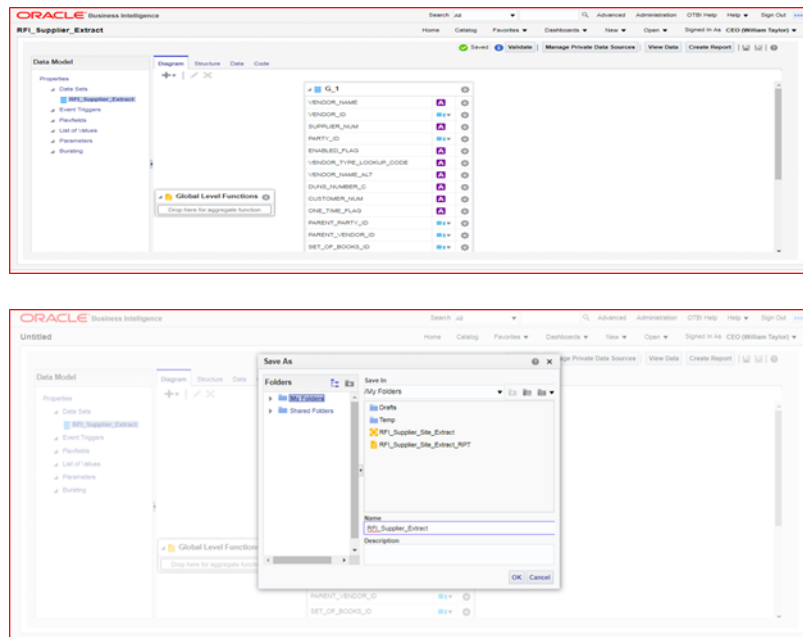 ORACLE Business Intelligence
Search All Advanced Administration OTBI Help Help Sign Out
RFI_Supplier_Extract
Home Catalog Favorites Dashboards New Open Signed In As CEO (William Taylor)
Saved Validate Manage Private Data Sources View Data Create Report
Data Model
Diagram Structure Data Code
Properties
Data Sets
RFI_Supplier_Extract
Event Triggers
Flexfields
List of Values
Parameters
Bursting
G_1
VENDOR_NAME
VENDOR_ID
SUPPLIER_NUM
PARTY_ID
ENABLED_FLAG
VENDOR_TYPE_LOOKUP_CODE
VENDOR_NAME_ALT
DUNS_NUMBER_C
CUSTOMER_NUM
ONE_TIME_FLAG
PARENT_PARTY_ID
PARENT_VENDOR_ID
SET_OF_BOOKS_ID
Global Level Functions
Drop here for aggregate function
ORACLE Business Intelligence
Search All Advanced Administration OTBI Help Help Sign Out
Untitled
Home Catalog Favorites Dashboards New Open Signed In As CEO (William Taylor)
Private Data Sources View Data Create Report
Data Model
Diagram Structure Data
Properties
Data Sets
RFI_Supplier_Extract
Event Triggers
Flexfields
List of Values
Parameters
Bursting
Global Level Function
Drop here for aggregate
PARENT_VENDOR_ID
SET_OF_BOOKS_ID
Save As
Folders
My Folders
Shared Folders
Save In
/My Folders
Drafts
Temp
RFI_Supplier_Site_Extract
RFI_Supplier_Site_Extract_RPT
Name
RFI_Supplier_Extract
Description
OK Cancel